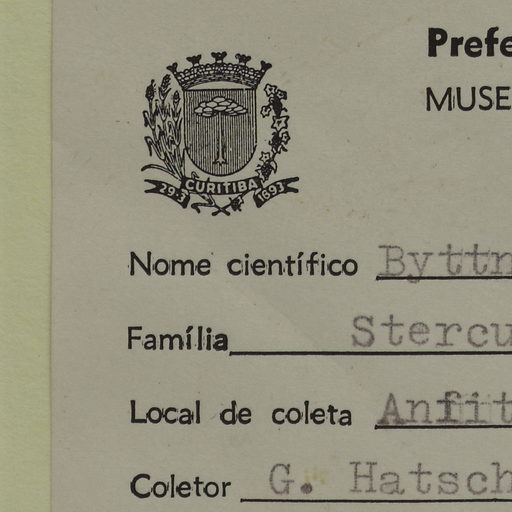 Prefe
MUSE
29.3 CURITIBA 1693
Nome científico Byttn
Família Stercu
Local de coleta Anfit
Coletor G. Hatsch